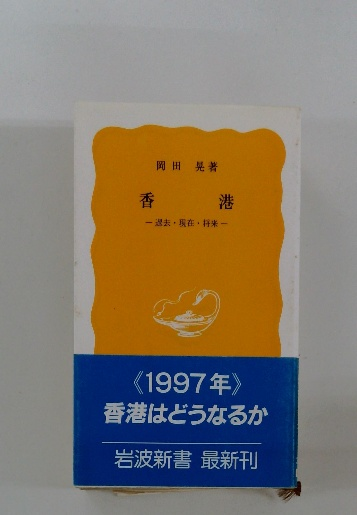 岡田 晃著
香港
―過去・現在・将来―
《1997年》
香港はどうなるか
岩波新書 最新刊